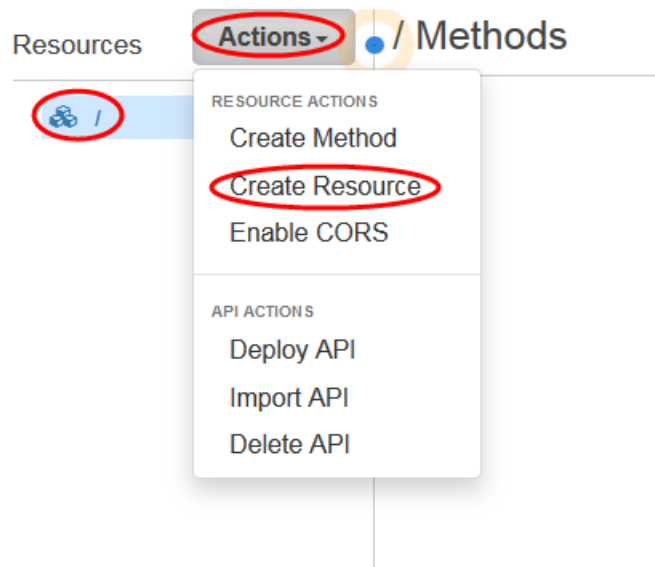 Resources
Actions
/ Methods
/
RESOURCE ACTIONS
Create Method
Create Resource
Enable CORS
API ACTIONS
Deploy API
Import API
Delete API